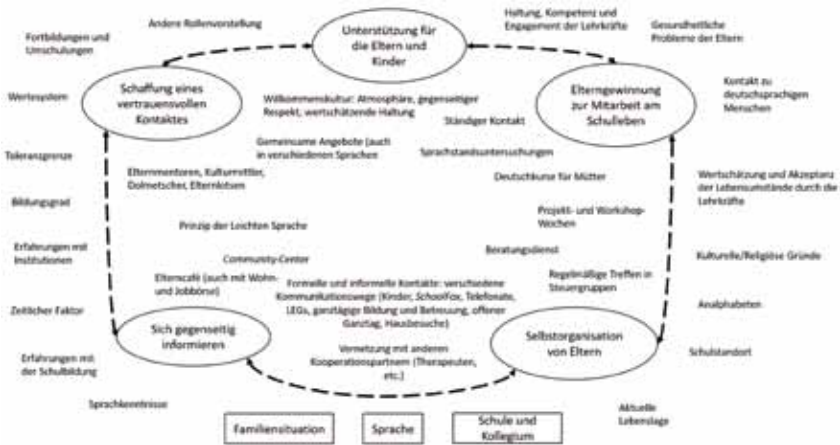 Andere Rollenvorstellung
Unterstützung für
die Eltern und
Kinder
Haltung, Kompetenz und
Engagement der Lehrkräfte
Gesundheitliche
Probleme der Eltern
Fortbildungen und
Umschulungen
Schaffung eines
vertrauensvollen
Kontaktes
Elterngewinnung
zur Mitarbeit am
Schulleben
Kontakt zu
deutschsprachigen
Menschen
Wertesystem
Willkommenskultur: Atmosphäre, gegenseitiger
Respekt, wertschätzende Haltung
Ständiger Kontakt
Gemeinsame Angebote (auch
in verschiedenen Sprachen
Sprachstandsuntersuchungen
Toleranzgrenze
Elternmentoren, Kulturmittler,
Dolmetscher, Elternlotsen
Deutschkurse für Mütter
Wertschätzung und Akzeptanz
der Lebensumstände durch die
Lehrkräfte
Bildungsgrad
Projekt- und Workshop-
Wochen
Prinzip der Leichten Sprache
Erfahrungen mit
Institutionen
Community-Center
Beratungsdienst
Kulturelle/Religiöse Gründe
Elterncafé (auch mit Wohn-
und Jobbörse)
Formelle und informelle Kontakte: verschiedene
Kommunikationswege (Kinder, SchoolFox, Telefonate,
LEGs, ganztägige Bildung und Betreuung, offener
Ganztag, Hausbesuche)
Regelmäßige Treffen in
Steuergruppen
Zeitlicher Faktor
Analphabeten
Sich gegenseitig
informieren
Selbstorganisation
von Eltern
Vernetzung mit anderen
Kooperationspartnern (Therapeuten,
etc.)
Schulstandort
Erfahrungen mit
der Schulbildung
Sprachkenntnisse
Aktuelle
Lebenslage
Familiensituation
Sprache
Schule und
Kollegium